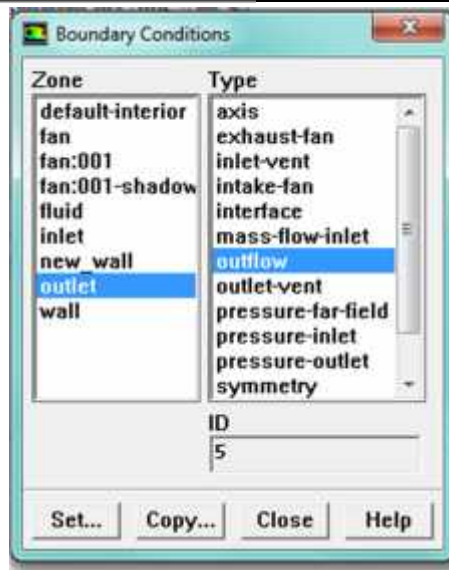 Boundary Conditions
Zone
default-interior
fan
fan:001
fan:001-shadow
fluid
inlet
new_wall
outlet
wall
Type
axis
exhaust-fan
inlet-vent
intake-fan
interface
mass-flow-inlet
outflow
outlet-vent
pressure-far-field
pressure-inlet
pressure-outlet
symmetry
ID
5
Set...
Copy...
Close
Help